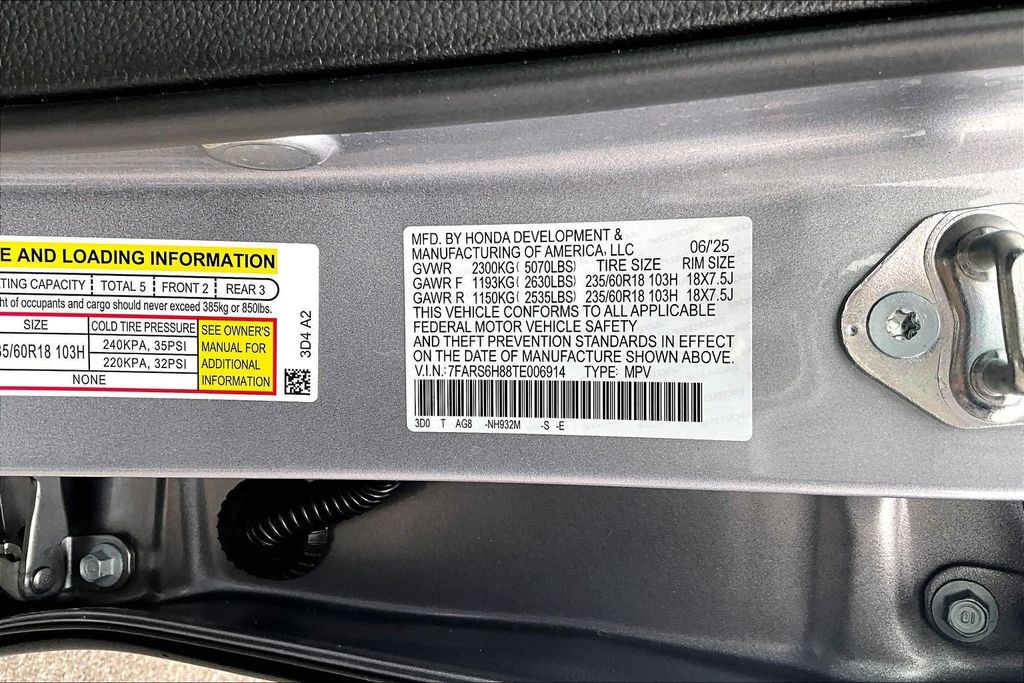 E AND LOADING INFORMATION
ATING CAPACITY TOTAL 5 FRONT 2 REAR 3
ht of occupants and cargo should never exceed 385kg or 850lbs.
SIZE COLD TIRE PRESSURE SEE OWNER'S MANUAL FOR ADDITIONAL INFORMATION
35/60R18 103H 240KPA, 35PSI
220KPA, 32PSI
NONE
3D4 A2
MFD. BY HONDA DEVELOPMENT &
MANUFACTURING OF AMERICA, LLC 06/'25
GVWR 2300KG( 5070LBS) TIRE SIZE RIM SIZE
GAWR F 1193KG( 2630LBS) 235/60R18 103H 18X7.5J
GAWR R 1150KG( 2535LBS) 235/60R18 103H 18X7.5J
THIS VEHICLE CONFORMS TO ALL APPLICABLE
FEDERAL MOTOR VEHICLE SAFETY
AND THEFT PREVENTION STANDARDS IN EFFECT
ON THE DATE OF MANUFACTURE SHOWN ABOVE.
V.I.N.: 7FARS6H88TE006914 TYPE: MPV
3D0 T AG8 -NH932M -S -E